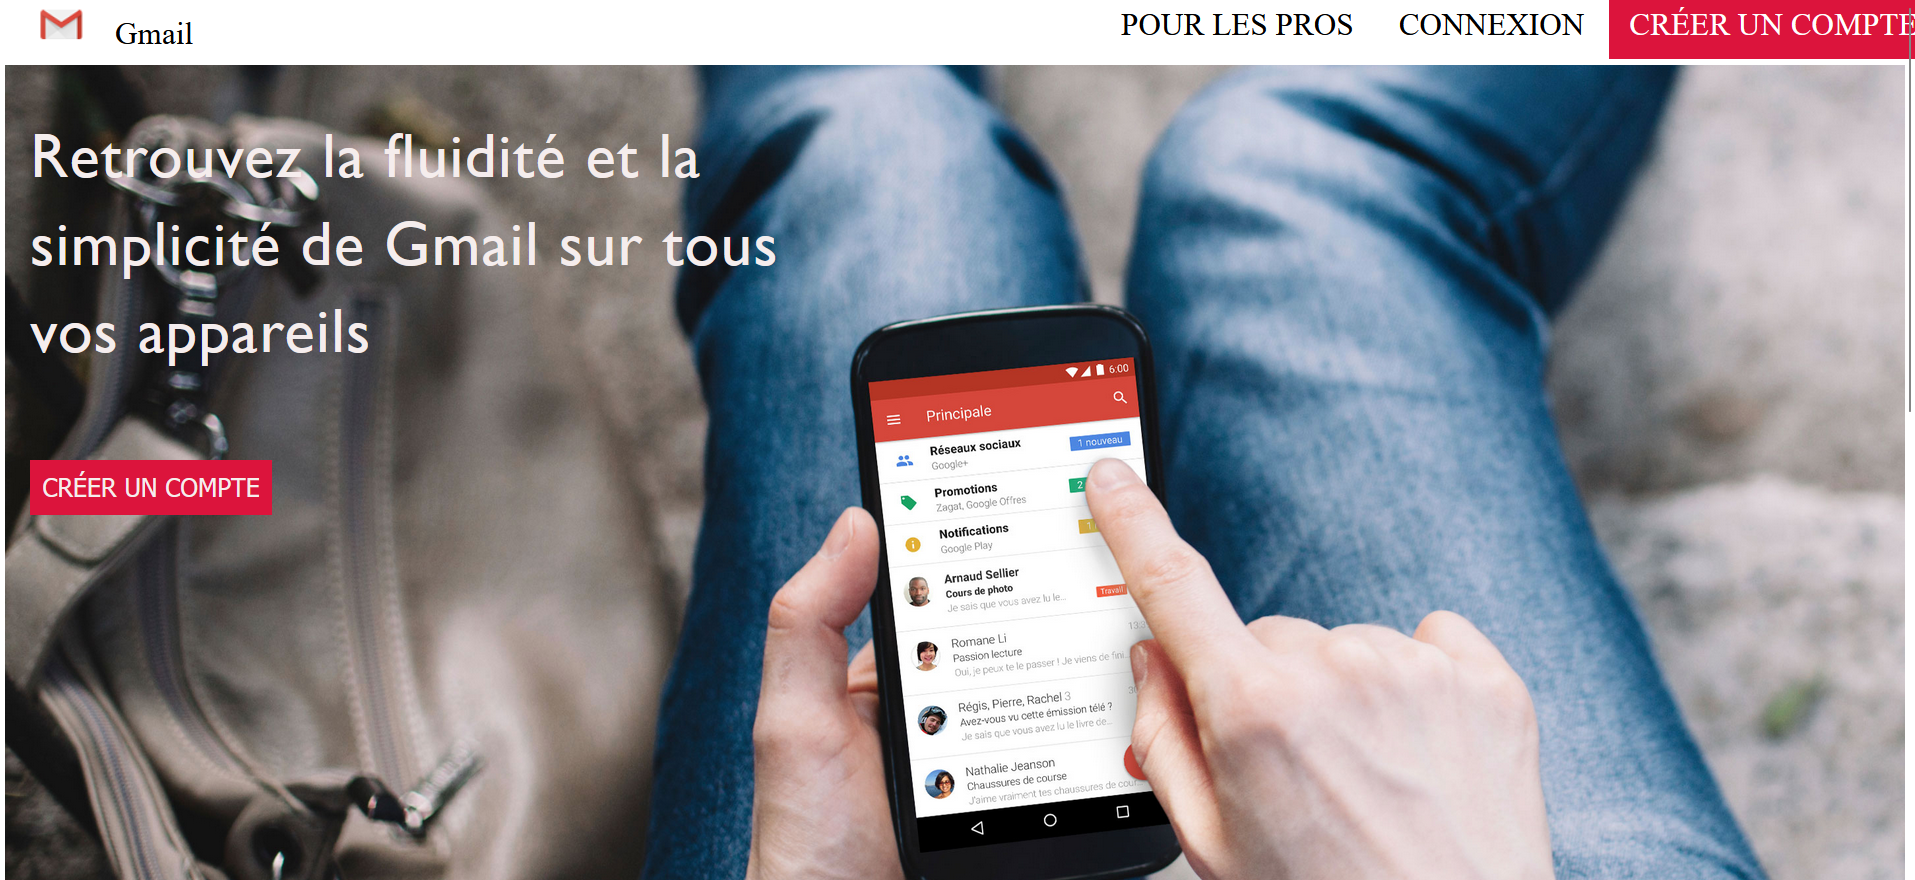 Gmail
POUR LES PROS
CONNEXION
CRÉER UN COMPTE
Retrouvez la fluidité et la
simplicité de Gmail sur tous
vos appareils
CRÉER UN COMPTE
6:00
Principale
Réseaux sociaux
1 nouveau
Google+
Promotions
2
Zagat, Google Offres
Notifications
1
Google Play
Arnaud Sellier
Cours de photo
Travail
Je sais que vous avez lu le...
Romane Li
13:3
Passion lecture
Oui, je peux te le passer ! Je viens de fini...
Régis, Pierre, Rachel 3
Avez-vous vu cette émission télé ?
Je sais que vous avez lu le livre de...
Nathalie Jeanson
Chaussures de course
J'aime vraiment tes chaussures de cour...